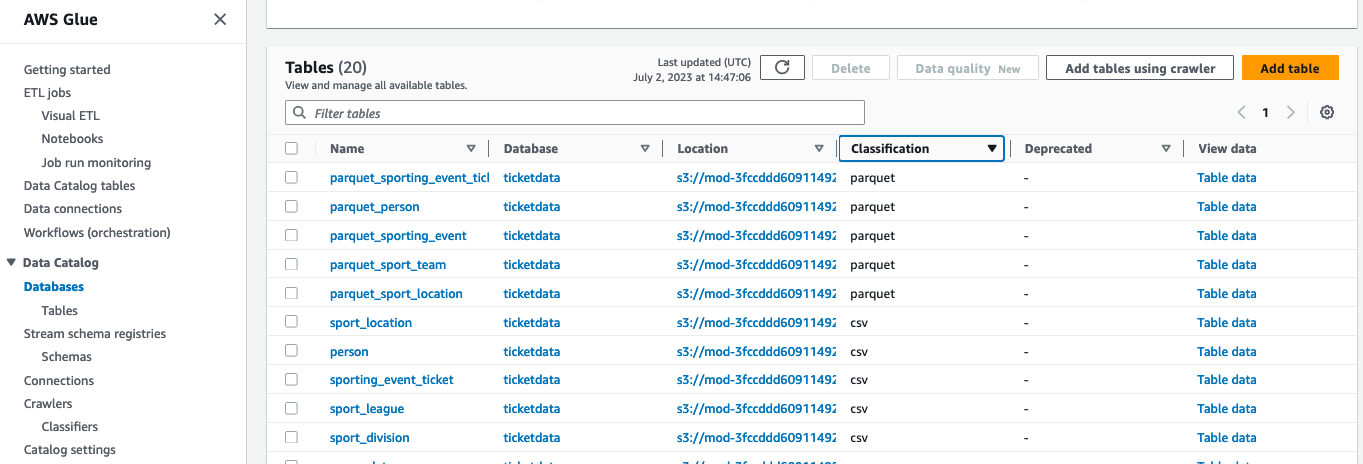 AWS Glue
Getting started
ETL jobs
Visual ETL
Notebooks
Job run monitoring
Data Catalog tables
Data connections
Workflows (orchestration)
Data Catalog
Databases
Tables
Stream schema registries
Schemas
Connections
Crawlers
Classifiers
Catalog settings
Tables (20)
View and manage all available tables.
Last updated (UTC)
July 2, 2023 at 14:47:06
Delete
Data quality New
Add tables using crawler
Add table
Filter tables
1
Name Database Location Classification Deprecated View data
parquet_sporting_event_tick ticketdata s3://mod-3fccddd60911492 parquet - Table data
parquet_person ticketdata s3://mod-3fccddd60911492 parquet - Table data
parquet_sporting_event ticketdata s3://mod-3fccddd60911492 parquet - Table data
parquet_sport_team ticketdata s3://mod-3fccddd60911492 parquet - Table data
parquet_sport_location ticketdata s3://mod-3fccddd60911492 parquet - Table data
sport_location ticketdata s3://mod-3fccddd60911492 csv - Table data
person ticketdata s3://mod-3fccddd60911492 csv - Table data
sporting_event_ticket ticketdata s3://mod-3fccddd60911492 csv - Table data
sport_league ticketdata s3://mod-3fccddd60911492 csv - Table data
sport_division ticketdata s3://mod-3fccddd60911492 csv - Table data